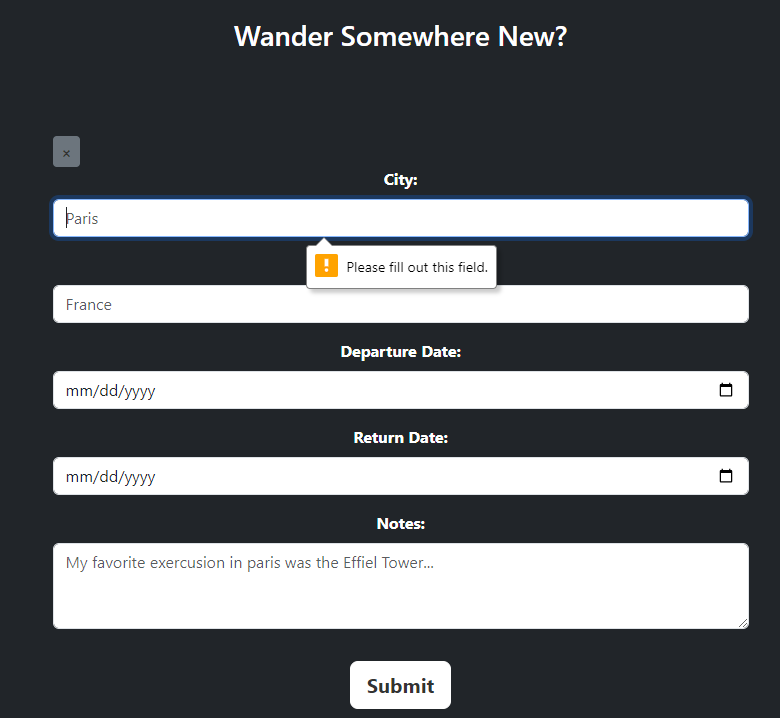 Wander Somewhere New?
×
City:
Paris
Please fill out this field.
France
Departure Date:
mm/dd/yyyy
Return Date:
mm/dd/yyyy
Notes:
My favorite exercusion in paris was the Effiel Tower...
Submit